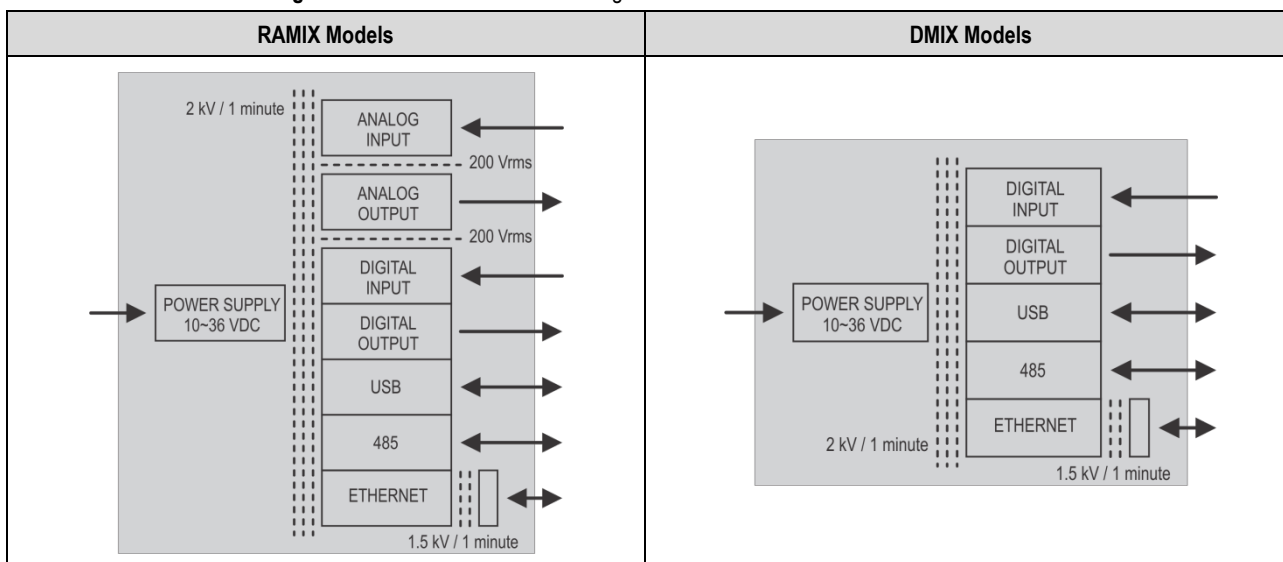 RAMIX Models
DMIX Models
2 kV / 1 minute
ANALOG
INPUT
200 Vrms
ANALOG
OUTPUT
200 Vrms
DIGITAL
INPUT
POWER SUPPLY
10~36 VDC
DIGITAL
OUTPUT
USB
485
ETHERNET
1.5 kV / 1 minute
DIGITAL
INPUT
DIGITAL
OUTPUT
POWER SUPPLY
10~36 VDC
USB
485
ETHERNET
2 kV / 1 minute
1.5 kV / 1 minute